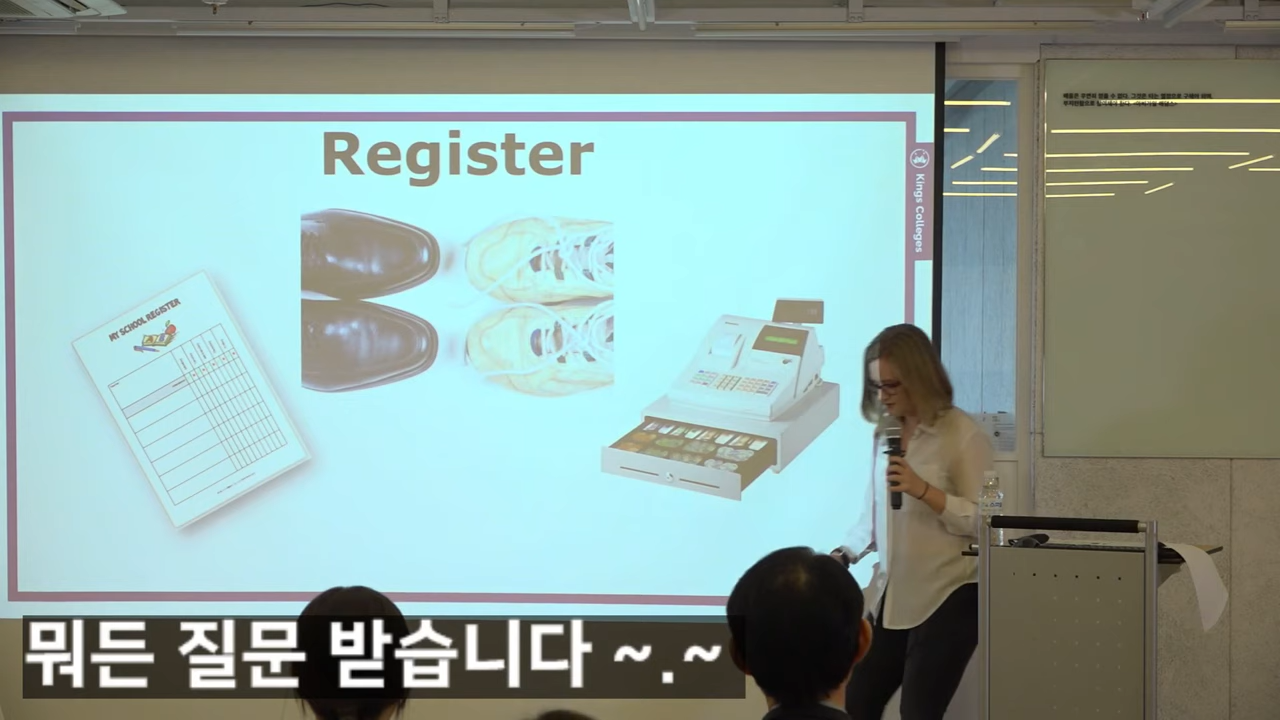 Register
Kings Colleges
MY SCHOOL REGISTER
뭐든 질문 받습니다 ~.~